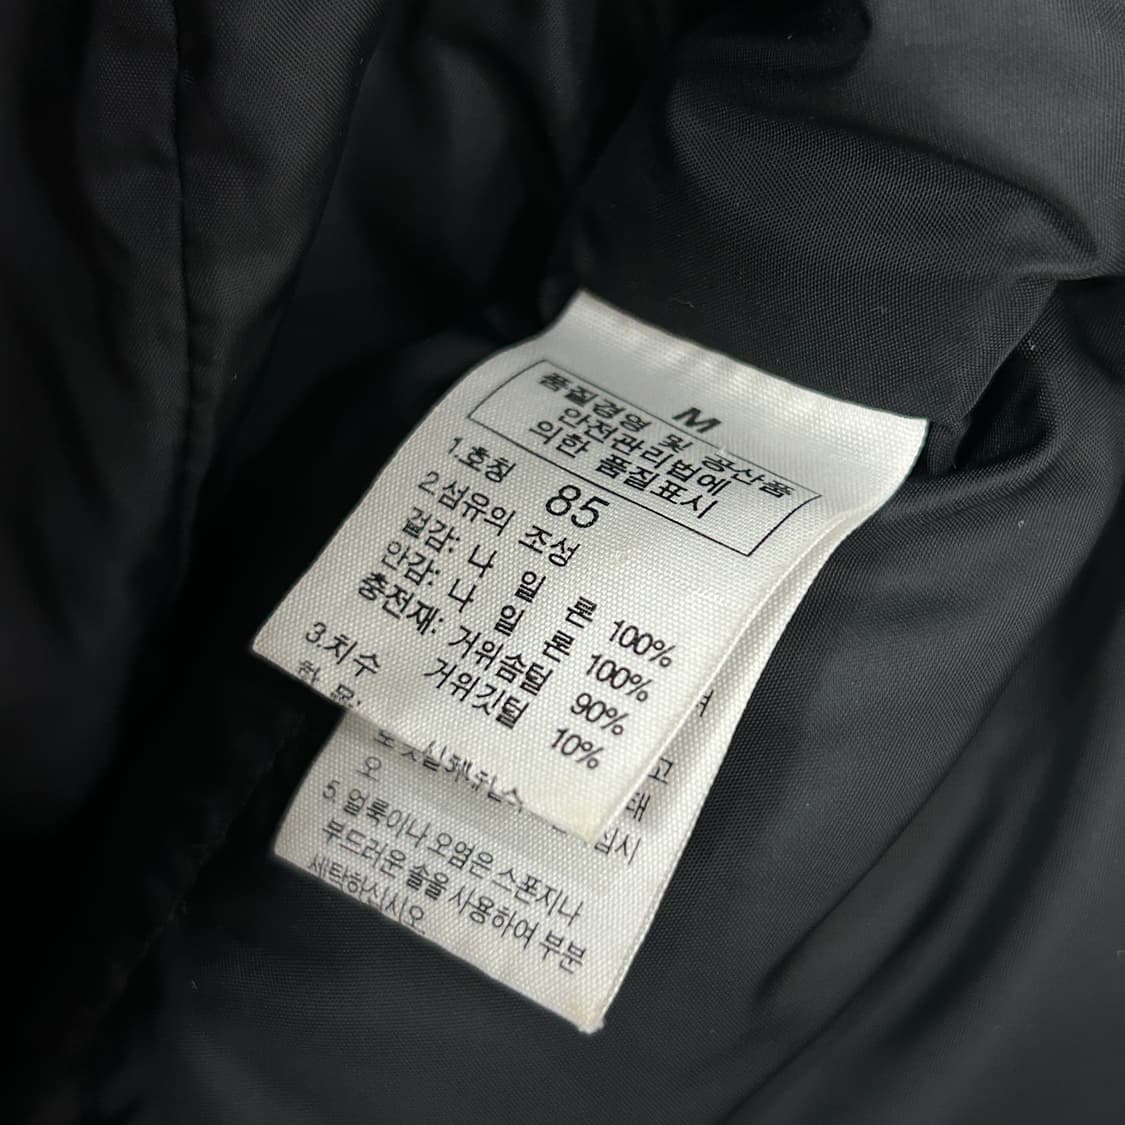 M
품질경영 및 공산품
안전관리법에
의한 품질표시
1.호칭 85
2.섬유의 조성
겉감: 나 일 론 100%
안감: 나 일 론 100%
충전재: 거위솜털 90%
거위깃털 10%
3.치수
고
태
십시
오
5. 얼룩이나 오염은 스폰지나
부드러운 솔을 사용하여 부분
세탁하십시오